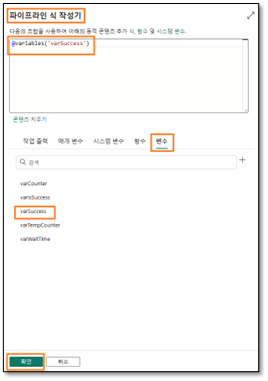 파이프라인 식 작성기
다음의 조합을 사용하여 아래의 동적 콘텐츠 추가 식, 함수 및 시스템 변수.
@variables('varSuccess')
콘텐츠 지우기
작업 출력 매개 변수 시스템 변수 함수 변수
검색
varCounter
varIsSuccess
varSuccess
varTempCounter
varWaitTime
확인 취소